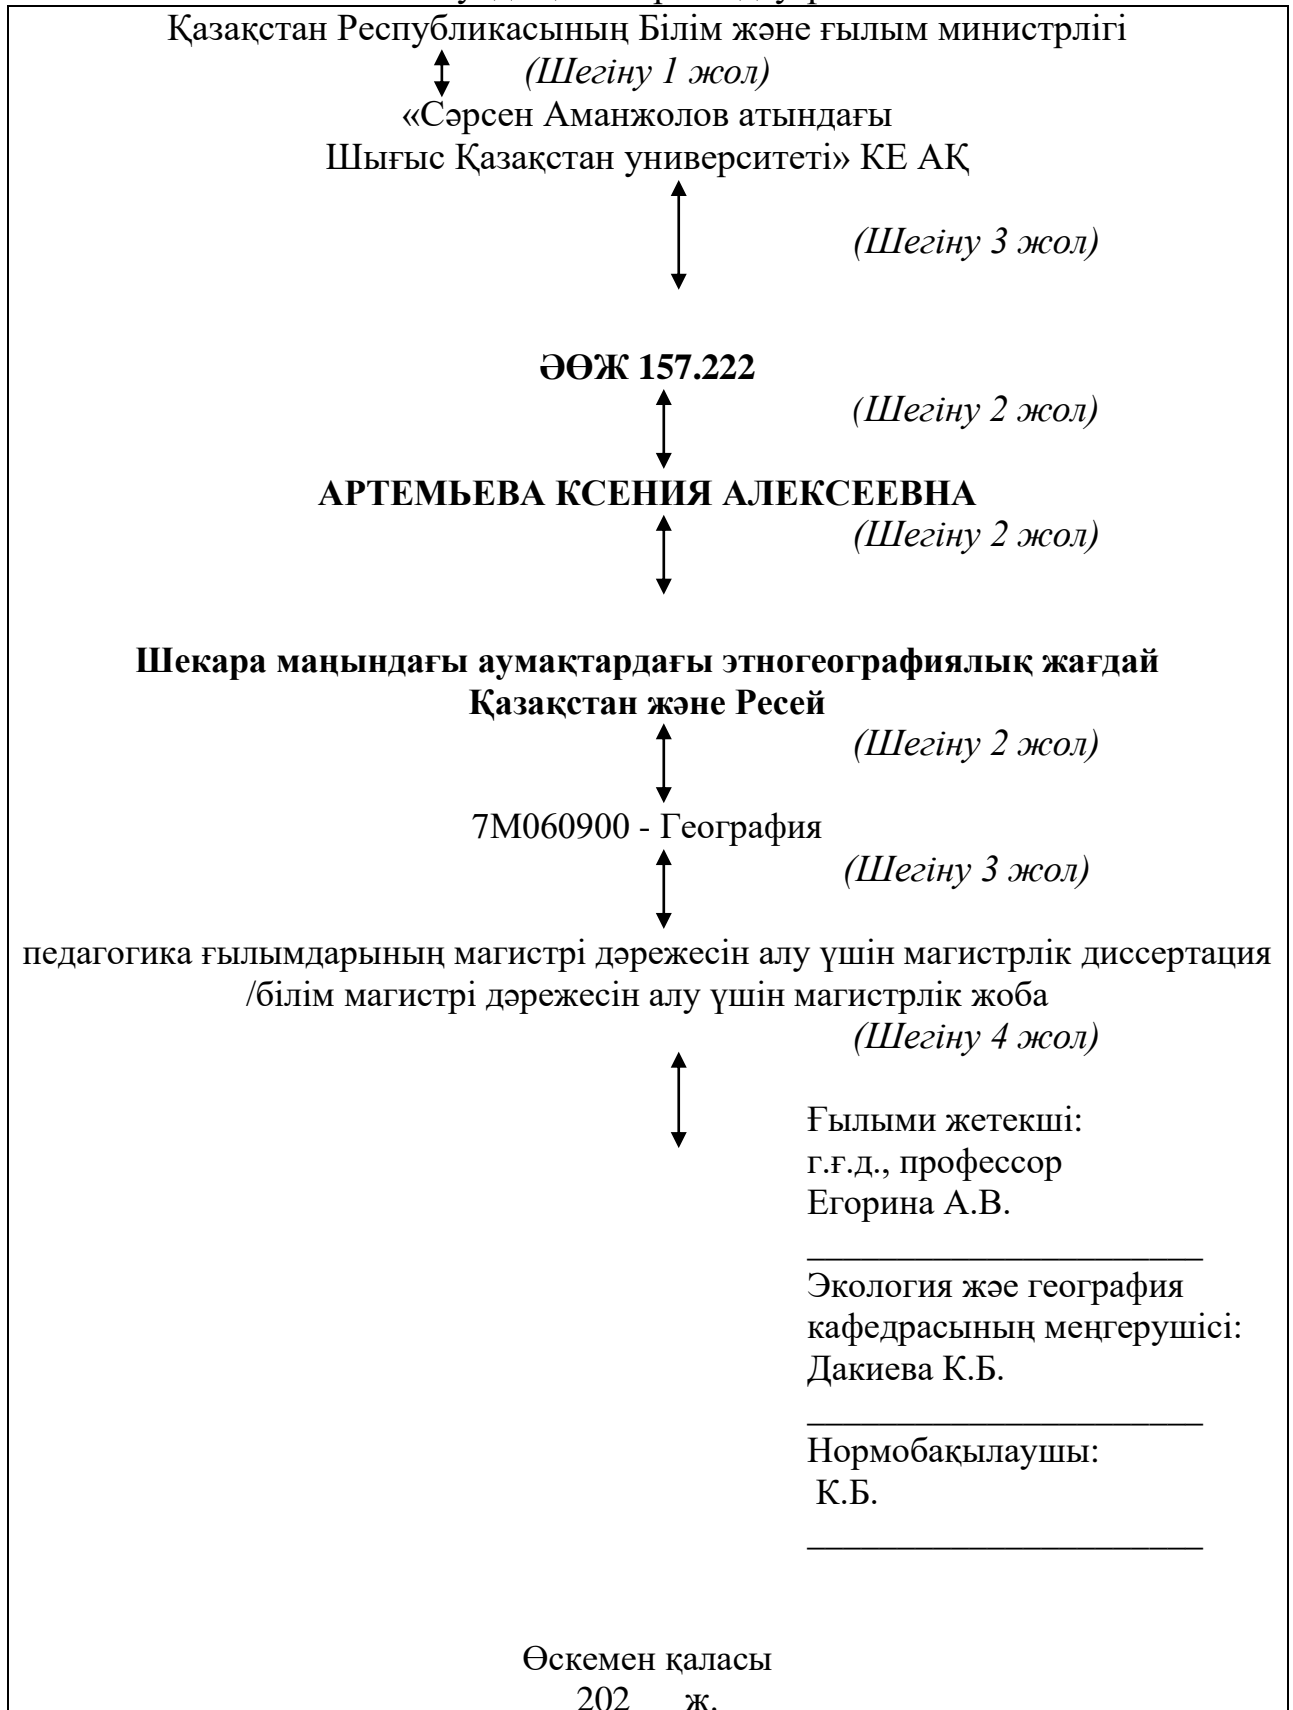 Қазақстан Республикасының Білім және ғылым министрлігі
(Шегіну 1 жол)
«Сәрсен Аманжолов атындағы
Шығыс Қазақстан университеті» КЕ АҚ
(Шегіну 3 жол)
ӘӨЖ 157.222
(Шегіну 2 жол)
АРТЕМЬЕВА КСЕНИЯ АЛЕКСЕЕВНА
(Шегіну 2 жол)
Шекара маңындағы аумақтардағы этногеографиялық жағдай
Қазақстан және Ресей
(Шегіну 2 жол)
7М060900 - География
(Шегіну 3 жол)
педагогика ғылымдарының магистрі дәрежесін алу үшін магистрлік диссертация
/білім магистрі дәрежесін алу үшін магистрлік жоба
(Шегіну 4 жол)
Ғылыми жетекші:
г.ғ.д., профессор
Егорина А.В.
______________________
Экология жәе география
кафедрасының меңгерушісі:
Дакиева К.Б.
______________________
Нормобақылаушы:
К.Б.
______________________
Өскемен қаласы
202 ж.